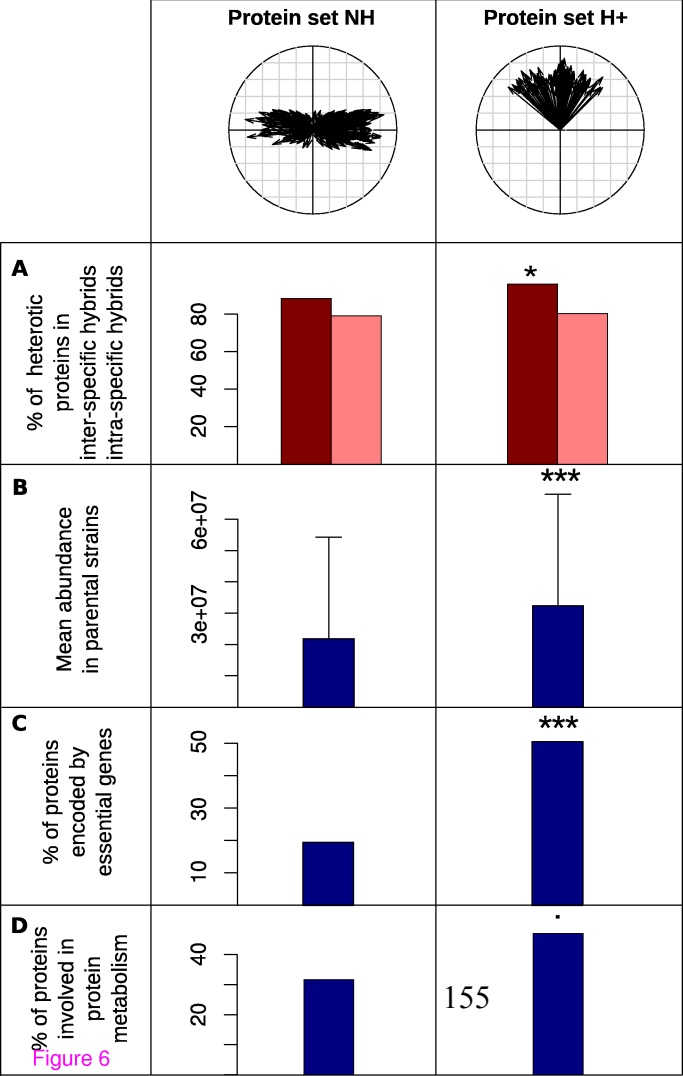 Protein set NH
Protein set H+
A
% of heterotic
proteins in
inter-specific hybrids
intra-specific hybrids
20
40
60
80
*
B
Mean abundance
in parental strains
3e+07
6e+07
***
C
% of proteins
encoded by
essential genes
10
30
50
***
D
% of proteins
involved in
protein
metabolism
20
40
.
155
Figure 6